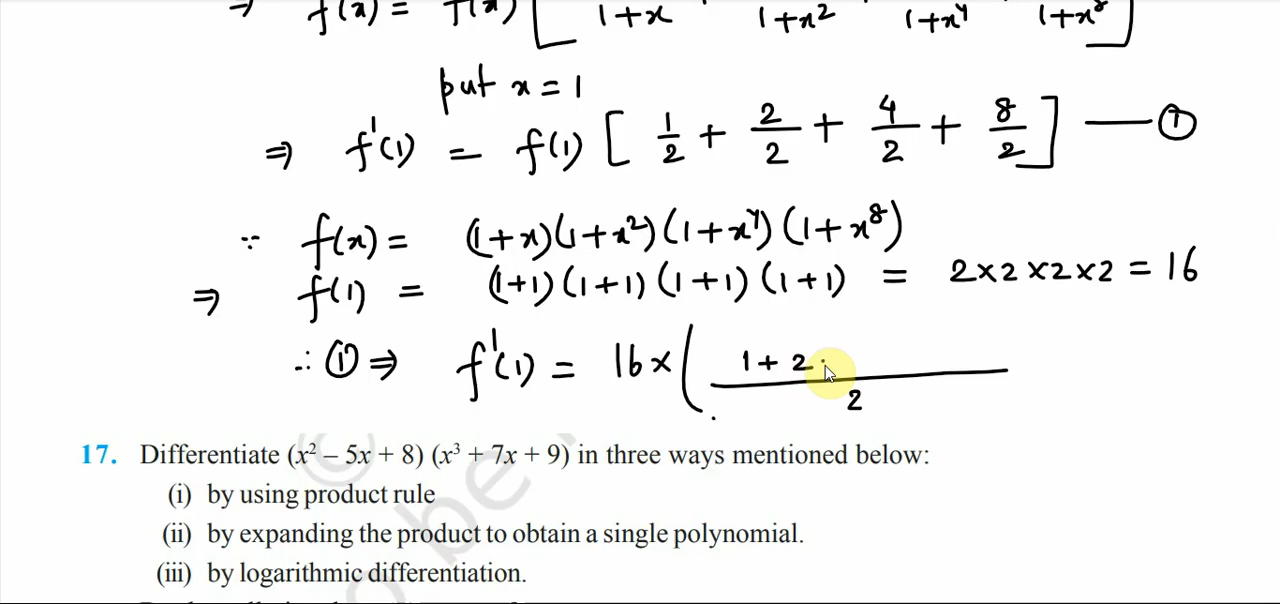 ⇒ f'(x) = f(x) [ 1+x 1+x² 1+x⁴ 1+x⁸ ]
put x = 1
⇒ f'(1) = f(1) [ 1/2 + 2/2 + 4/2 + 8/2 ] — ①
∵ f(x) = (1+x)(1+x²)(1+x⁴)(1+x⁸)
⇒ f(1) = (1+1)(1+1)(1+1)(1+1) = 2×2×2×2 = 16
∴ ① ⇒ f'(1) = 16 × ( 1+2 / 2
17. Differentiate (x² – 5x + 8) (x³ + 7x + 9) in three ways mentioned below:
(i) by using product rule
(ii) by expanding the product to obtain a single polynomial.
(iii) by logarithmic differentiation.